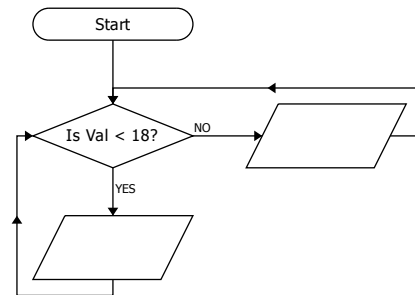 Start
Is Val < 18?
NO
YES